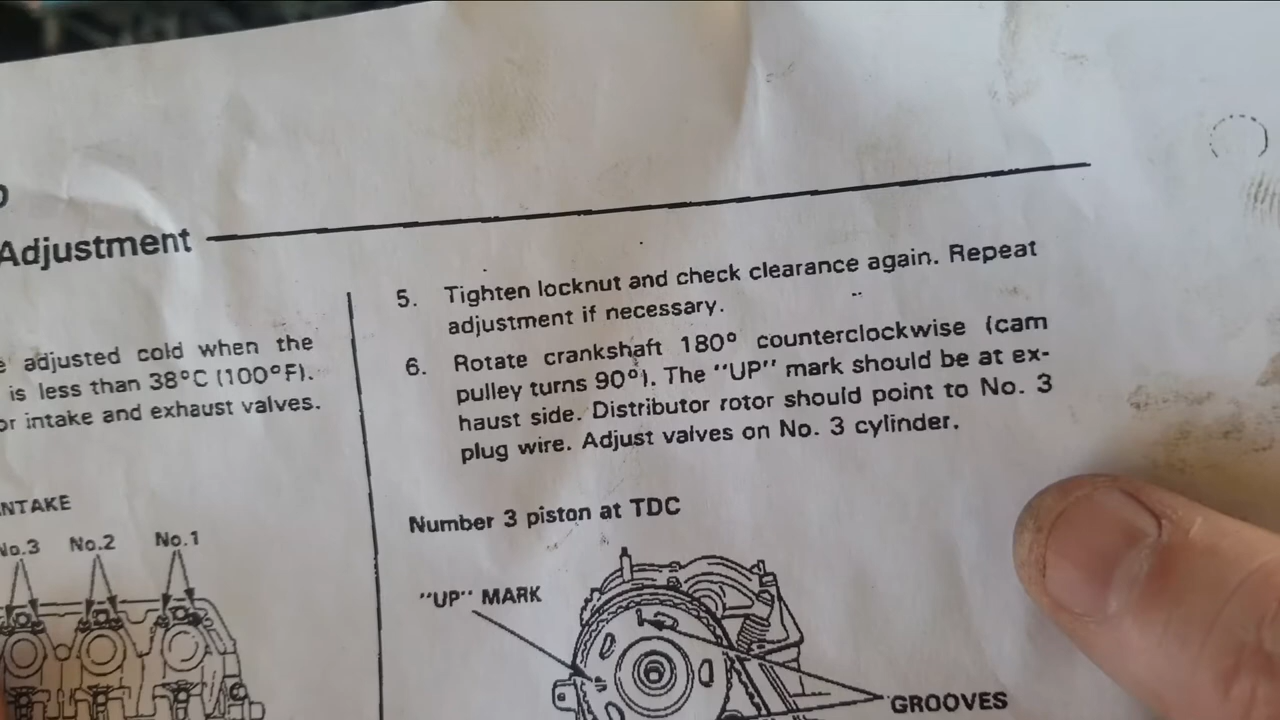 Adjustment
adjusted cold when the
is less than 38°C (100°F).
intake and exhaust valves.
INTAKE
No.3 No.2 No.1
5. Tighten locknut and check clearance again. Repeat
adjustment if necessary.
6. Rotate crankshaft 180° counterclockwise (cam
pulley turns 90°). The "UP" mark should be at ex-
haust side. Distributor rotor should point to No. 3
plug wire. Adjust valves on No. 3 cylinder.
Number 3 piston at TDC
"UP" MARK
GROOVES